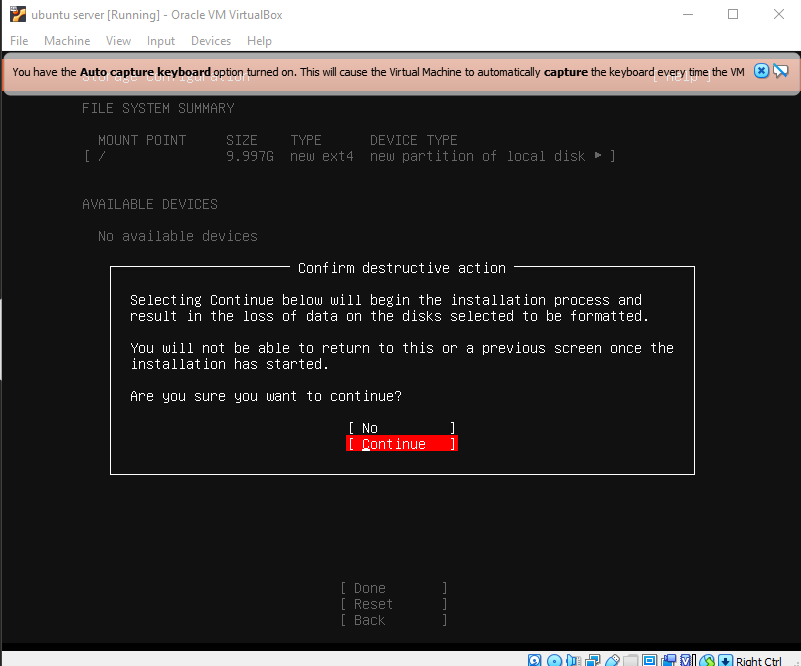 ubuntu server [Running] - Oracle VM VirtualBox
File Machine View Input Devices Help
You have the Auto capture keyboard option turned on. This will cause the Virtual Machine to automatically capture the keyboard every time the VM
Storage configuration [ Help ]
FILE SYSTEM SUMMARY
MOUNT POINT SIZE TYPE DEVICE TYPE
[ / 9.997G new ext4 new partition of local disk ▸ ]
AVAILABLE DEVICES
No available devices
Confirm destructive action
Selecting Continue below will begin the installation process and
result in the loss of data on the disks selected to be formatted.
You will not be able to return to this or a previous screen once the
installation has started.
Are you sure you want to continue?
[ No ]
[ Continue ]
[ Done ]
[ Reset ]
[ Back ]
Right Ctrl